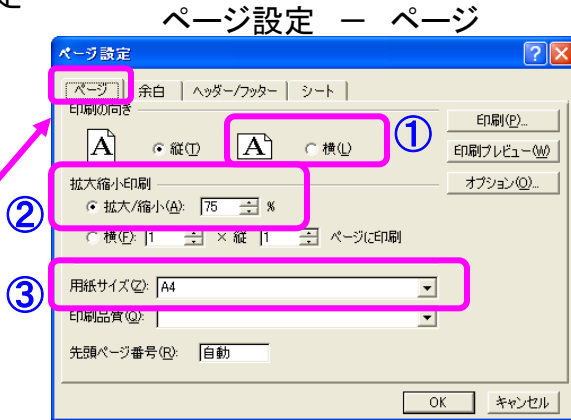 ページ設定 － ページ
ページ設定
ページ 余白 ヘッダー/フッター シート
印刷の向き
A 縦(T) A 横(L) ①
印刷(P)...
印刷プレビュー(W)
オプション(O)...
拡大縮小印刷
② 拡大/縮小(A): 75 %
横(F): 1 × 縦 1 ページに印刷
③ 用紙サイズ(Z): A4
印刷品質(Q):
先頭ページ番号(R): 自動
OK キャンセル